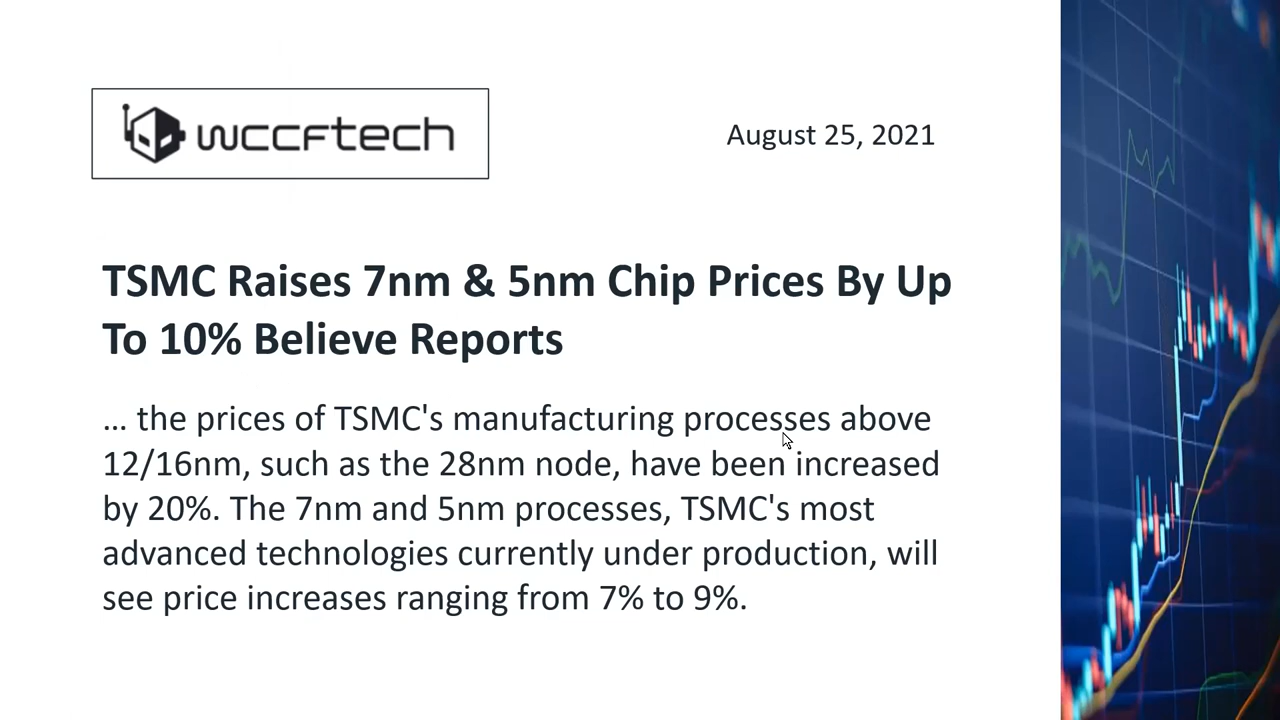 wccftech
August 25, 2021
TSMC Raises 7nm & 5nm Chip Prices By Up
To 10% Believe Reports
... the prices of TSMC's manufacturing processes above
12/16nm, such as the 28nm node, have been increased
by 20%. The 7nm and 5nm processes, TSMC's most
advanced technologies currently under production, will
see price increases ranging from 7% to 9%.